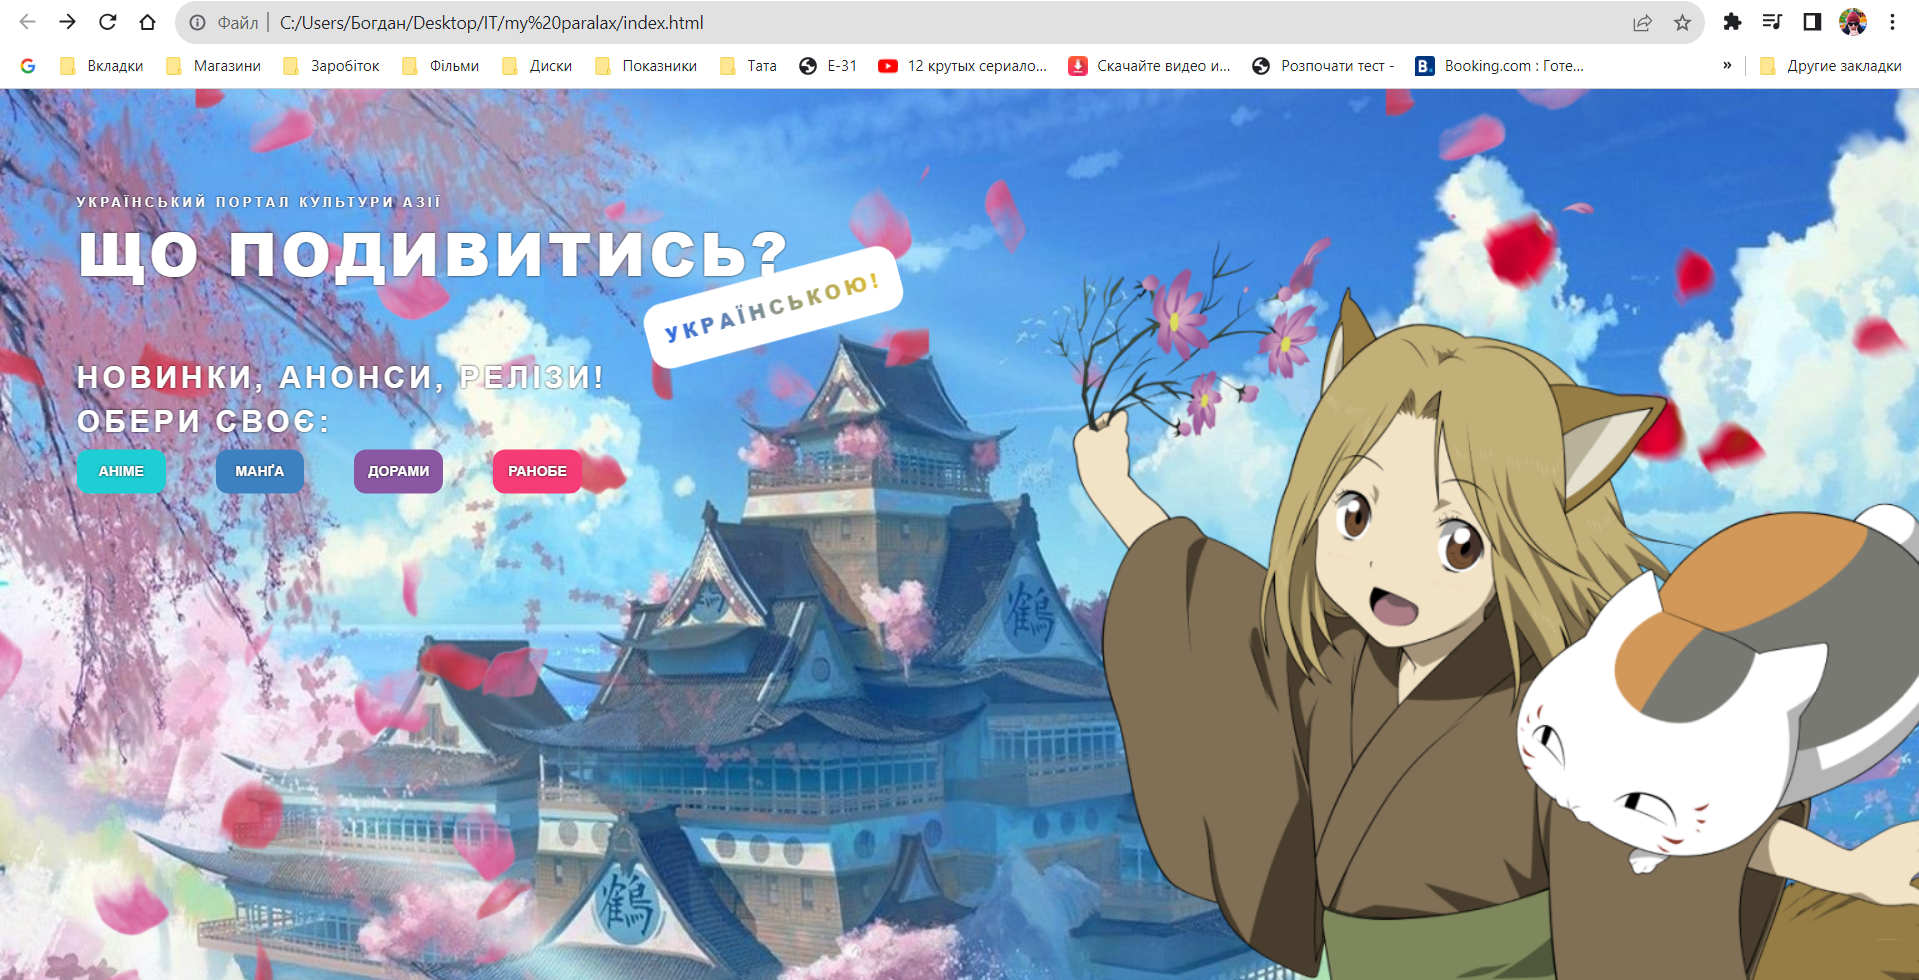 Файл
C:/Users/Богдан/Desktop/IT/my%20paralax/index.html
Вкладки
Магазини
Заробіток
Фільми
Диски
Показники
Тата
Е-31
12 крутых сериало...
Скачайте видео и...
Розпочати тест -
B.
Booking.com : Готе...
»
Другие закладки
УКРАЇНСЬКИЙ ПОРТАЛ КУЛЬТУРИ АЗІЇ
ЩО ПОДИВИТИСЬ?
УКРАЇНСЬКОЮ!
НОВИНКИ, АНОНСИ, РЕЛІЗИ!
ОБЕРИ СВОЄ:
АНІМЕ
МАНҐА
ДОРАМИ
РАНОБЕ
鶴
鶴